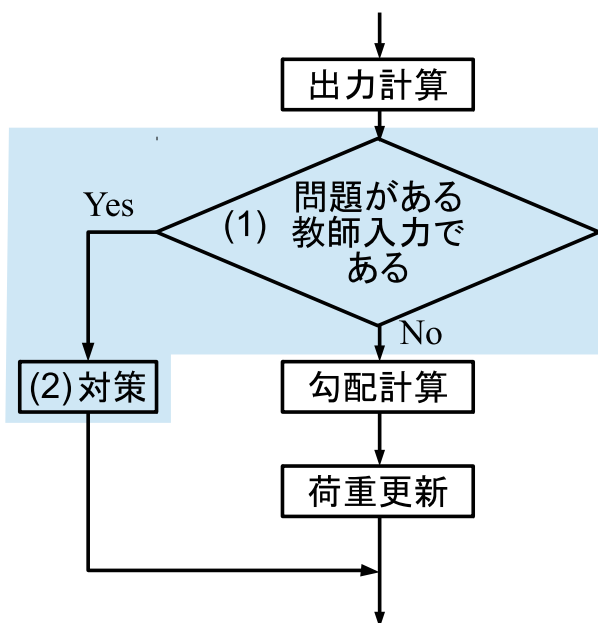 出力計算
Yes
(1)
問題がある
教師入力で
ある
No
(2)対策
勾配計算
荷重更新